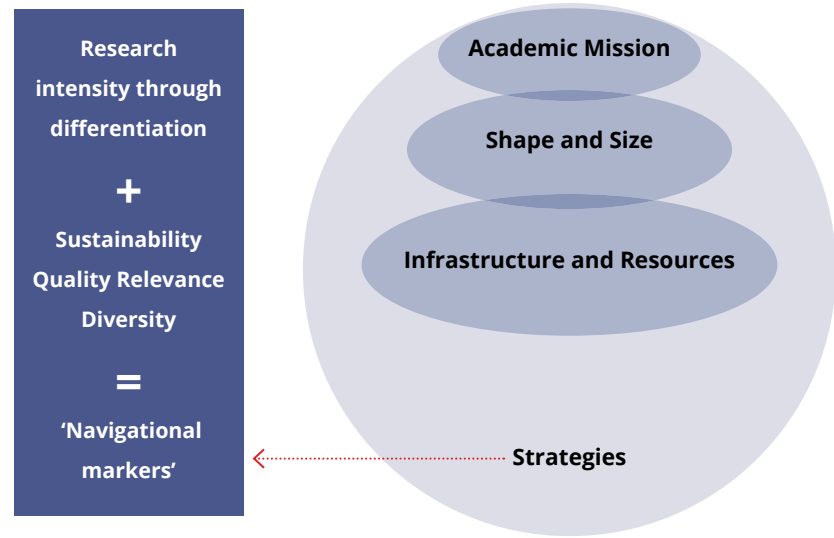 Research
intensity through
differentiation
+
Sustainability
Quality Relevance
Diversity
=
‘Navigational
markers’
Academic Mission
Shape and Size
Infrastructure and Resources
Strategies